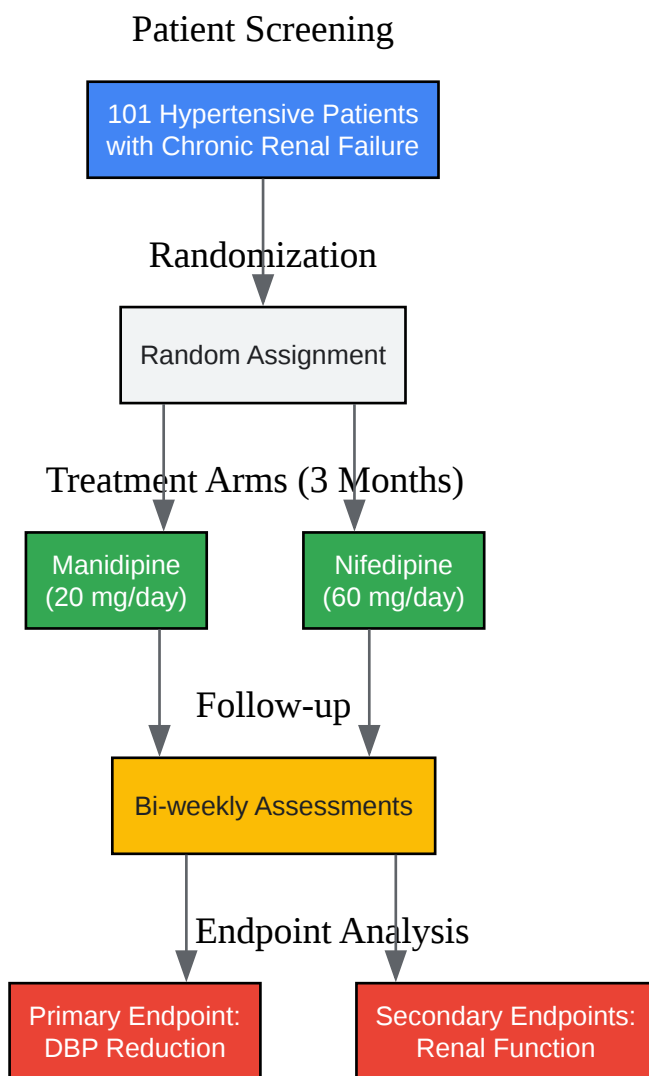 Patient Screening
101 Hypertensive Patients
with Chronic Renal Failure
Randomization
Random Assignment
Treatment Arms (3 Months)
Manidipine
(20 mg/day)
Nifedipine
(60 mg/day)
Follow-up
Bi-weekly Assessments
Endpoint Analysis
Primary Endpoint:
DBP Reduction
Secondary Endpoints:
Renal Function